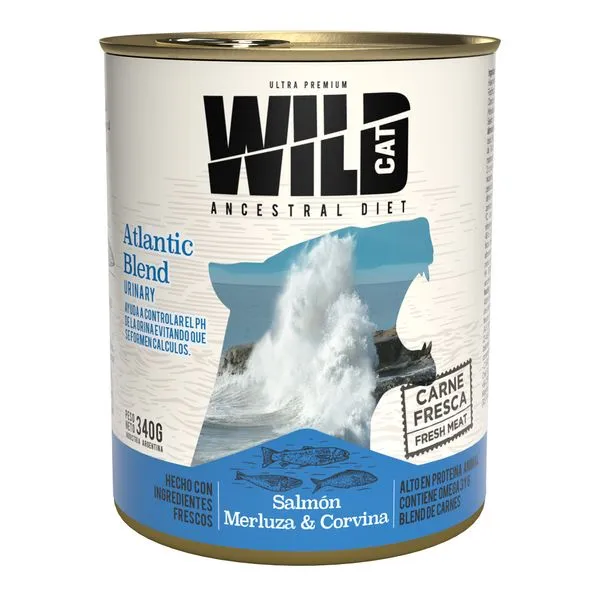 ULTRA PREMIUM
WILD
CAT
ANCESTRAL DIET
Atlantic
Blend
URINARY
AYUDA A CONTROLAR EL PH
DE LA ORINA EVITANDO QUE
SE FORMEN CALCULOS.
PESO
NETO
340G
INDUSTRIA ARGENTINA
CARNE
FRESCA
FRESH MEAT
HECHO CON
INGREDIENTES
FRESCOS
Salmón
Merluza & Corvina
ALTO EN PROTEINA
CONTIENE OMEGA 3 Y 6
BLEND DE CARNES